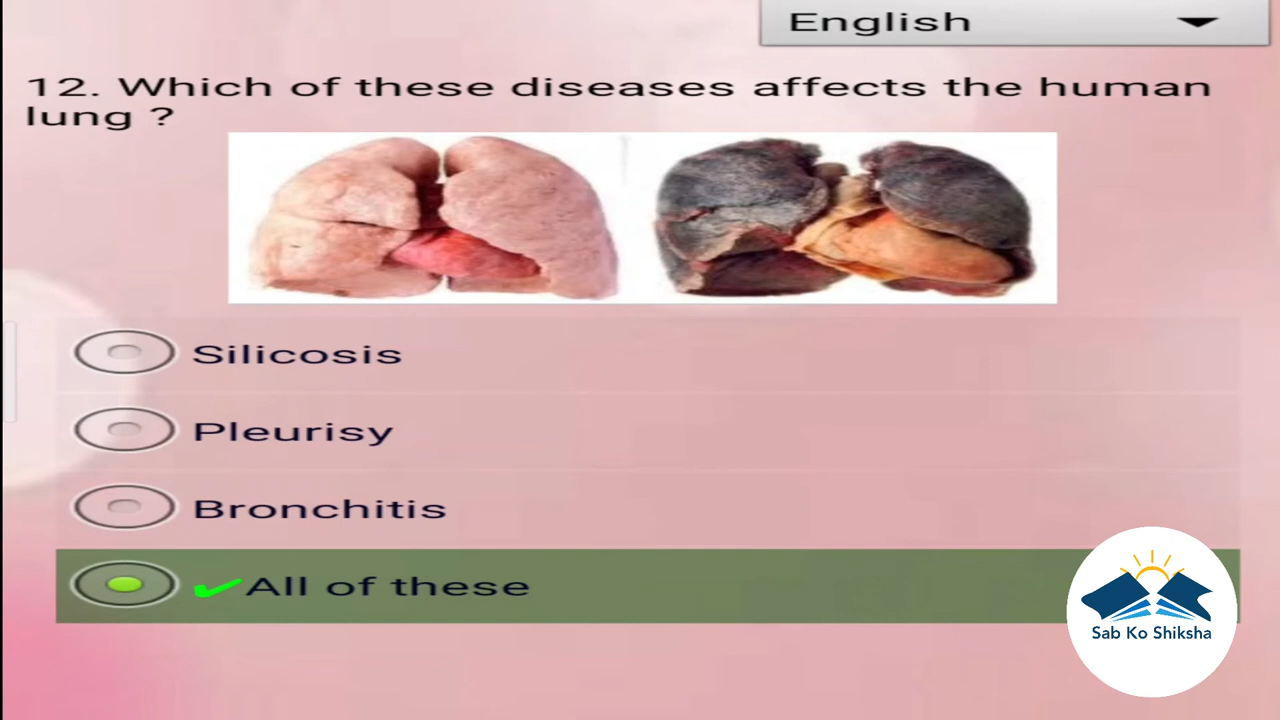 English
12. Which of these diseases affects the human
lung ?
Silicosis
Pleurisy
Bronchitis
All of these
Sab Ko Shiksha